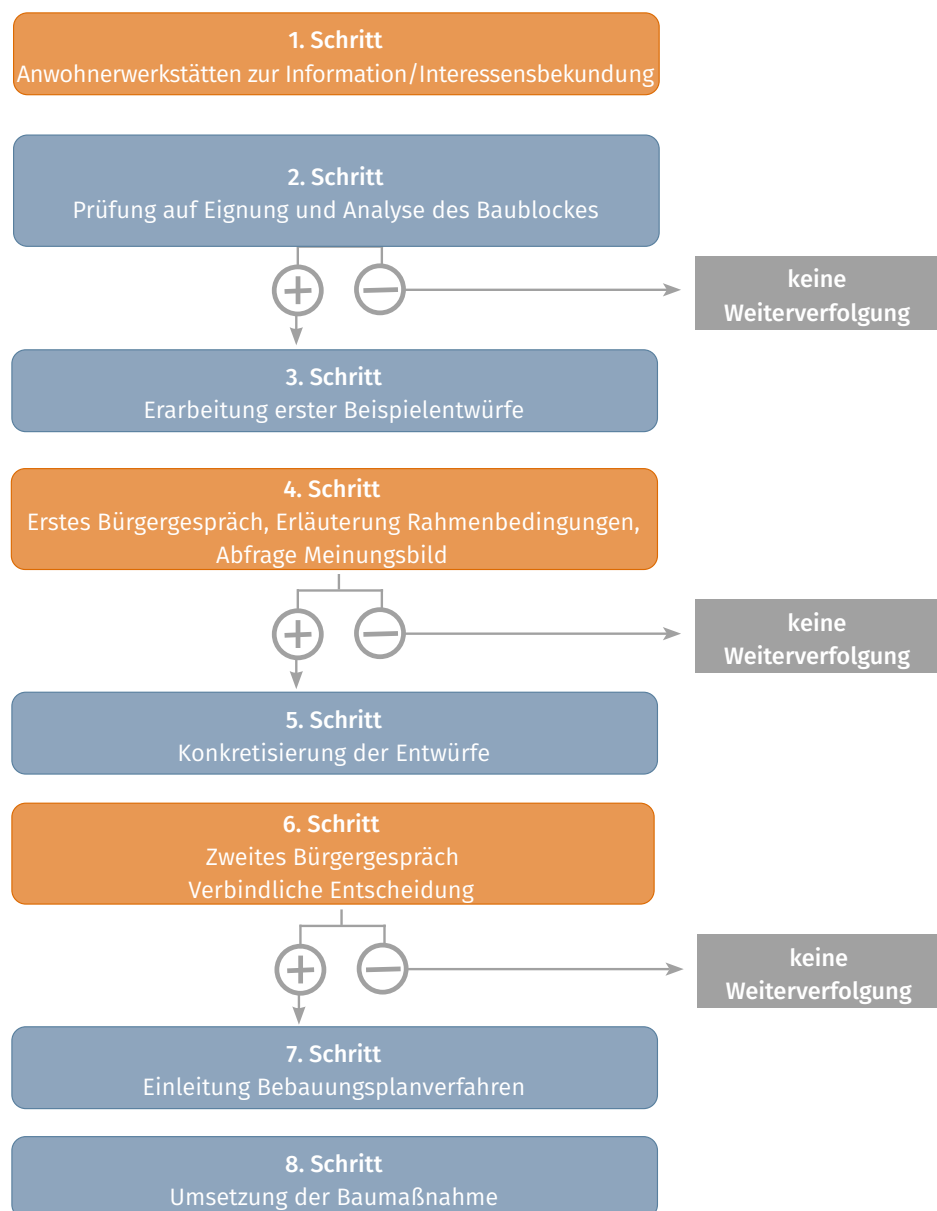 1. Schritt
Anwohnerwerkstätten zur Information/Interessensbekundung
2. Schritt
Prüfung auf Eignung und Analyse des Baublockes
keine
Weiterverfolgung
3. Schritt
Erarbeitung erster Beispielentwürfe
4. Schritt
Erstes Bürgergespräch, Erläuterung Rahmenbedingungen,
Abfrage Meinungsbild
keine
Weiterverfolgung
5. Schritt
Konkretisierung der Entwürfe
6. Schritt
Zweites Bürgergespräch
Verbindliche Entscheidung
keine
Weiterverfolgung
7. Schritt
Einleitung Bebauungsplanverfahren
8. Schritt
Umsetzung der Baumaßnahme